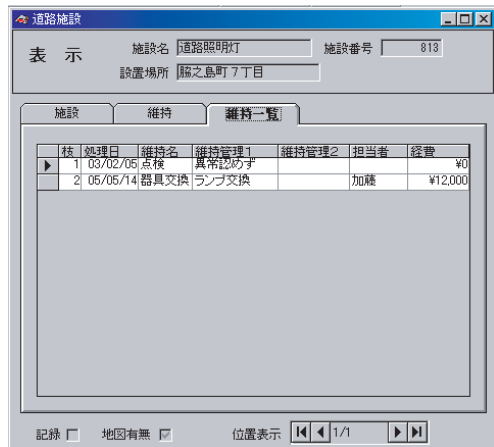 道路施設
表 示
施設名 道路照明灯 施設番号 813
設置場所 脇之島町7丁目
施設 維持 維持一覧
枝 処理日 維持名 維持管理1 維持管理2 担当者 経費
1 03/02/05 点検 異常認めず ¥0
2 05/05/14 器具交換 ランプ交換 加藤 ¥12,000
記録 地図有無 位置表示 1/1